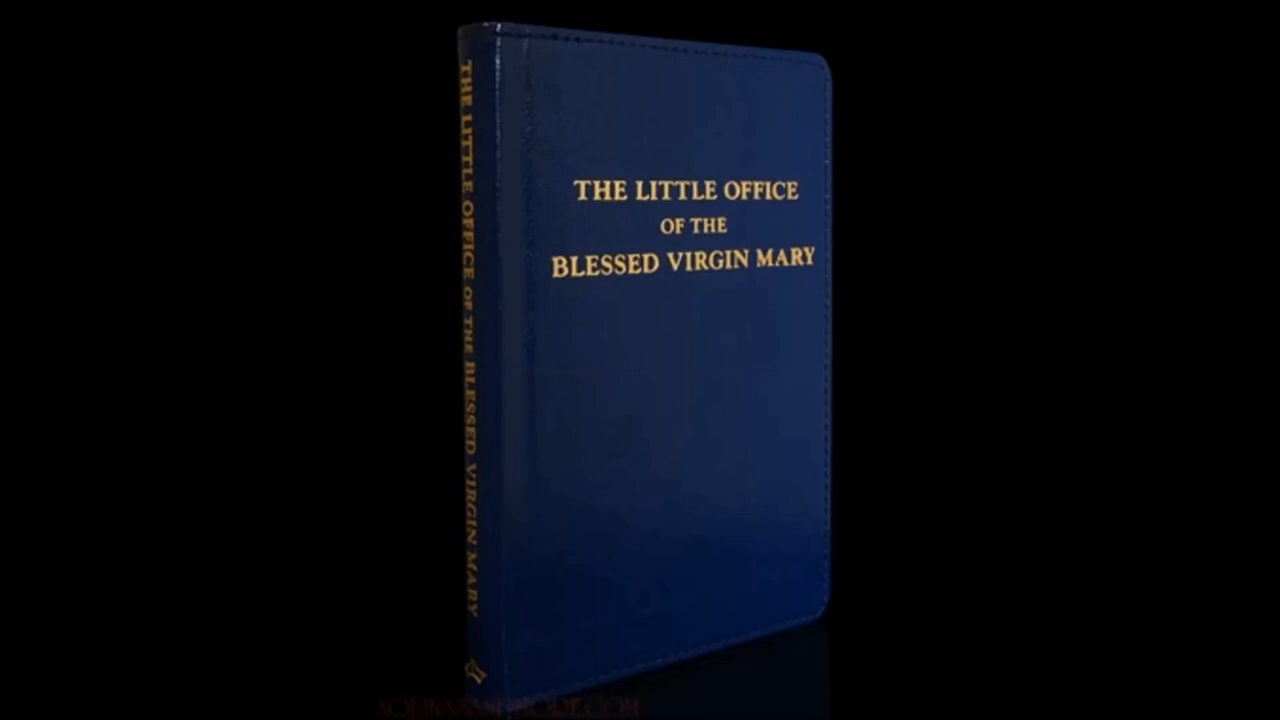 THE LITTLE OFFICE OF THE BLESSED VIRGIN MARY
THE LITTLE OFFICE
OF THE
BLESSED VIRGIN MARY